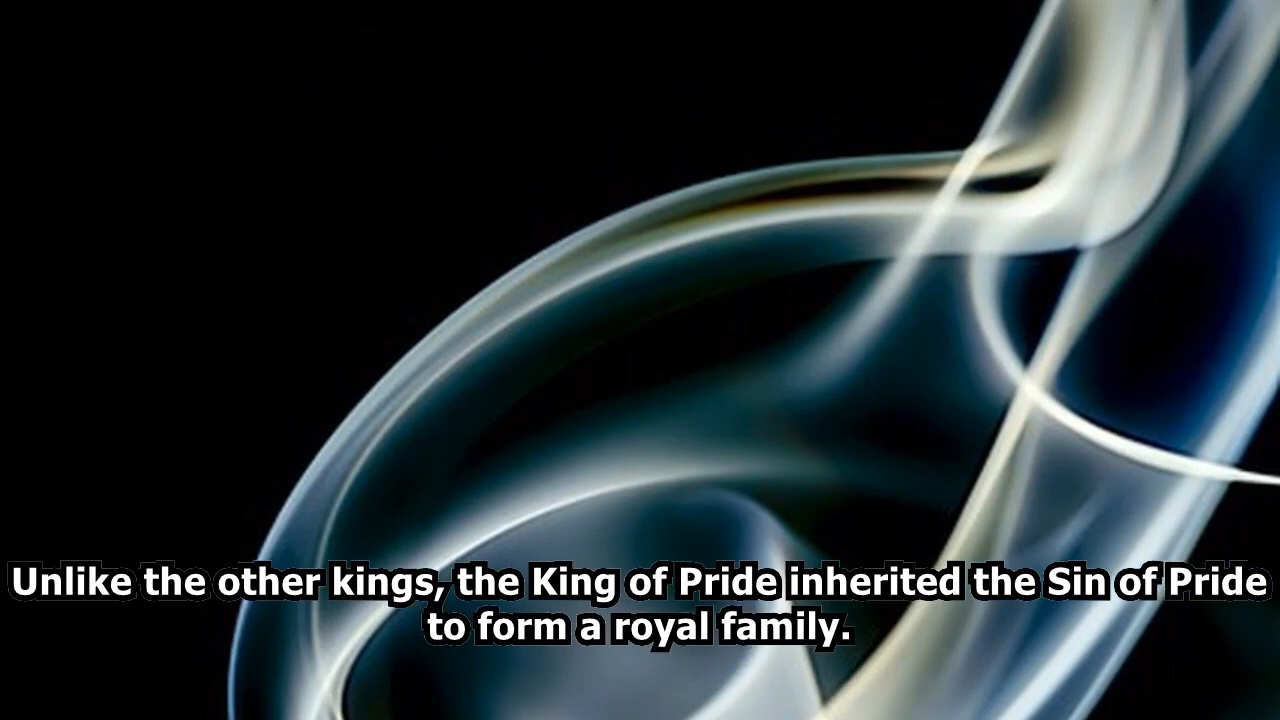 Unlike the other kings, the King of Pride inherited the Sin of Pride
to form a royal family.